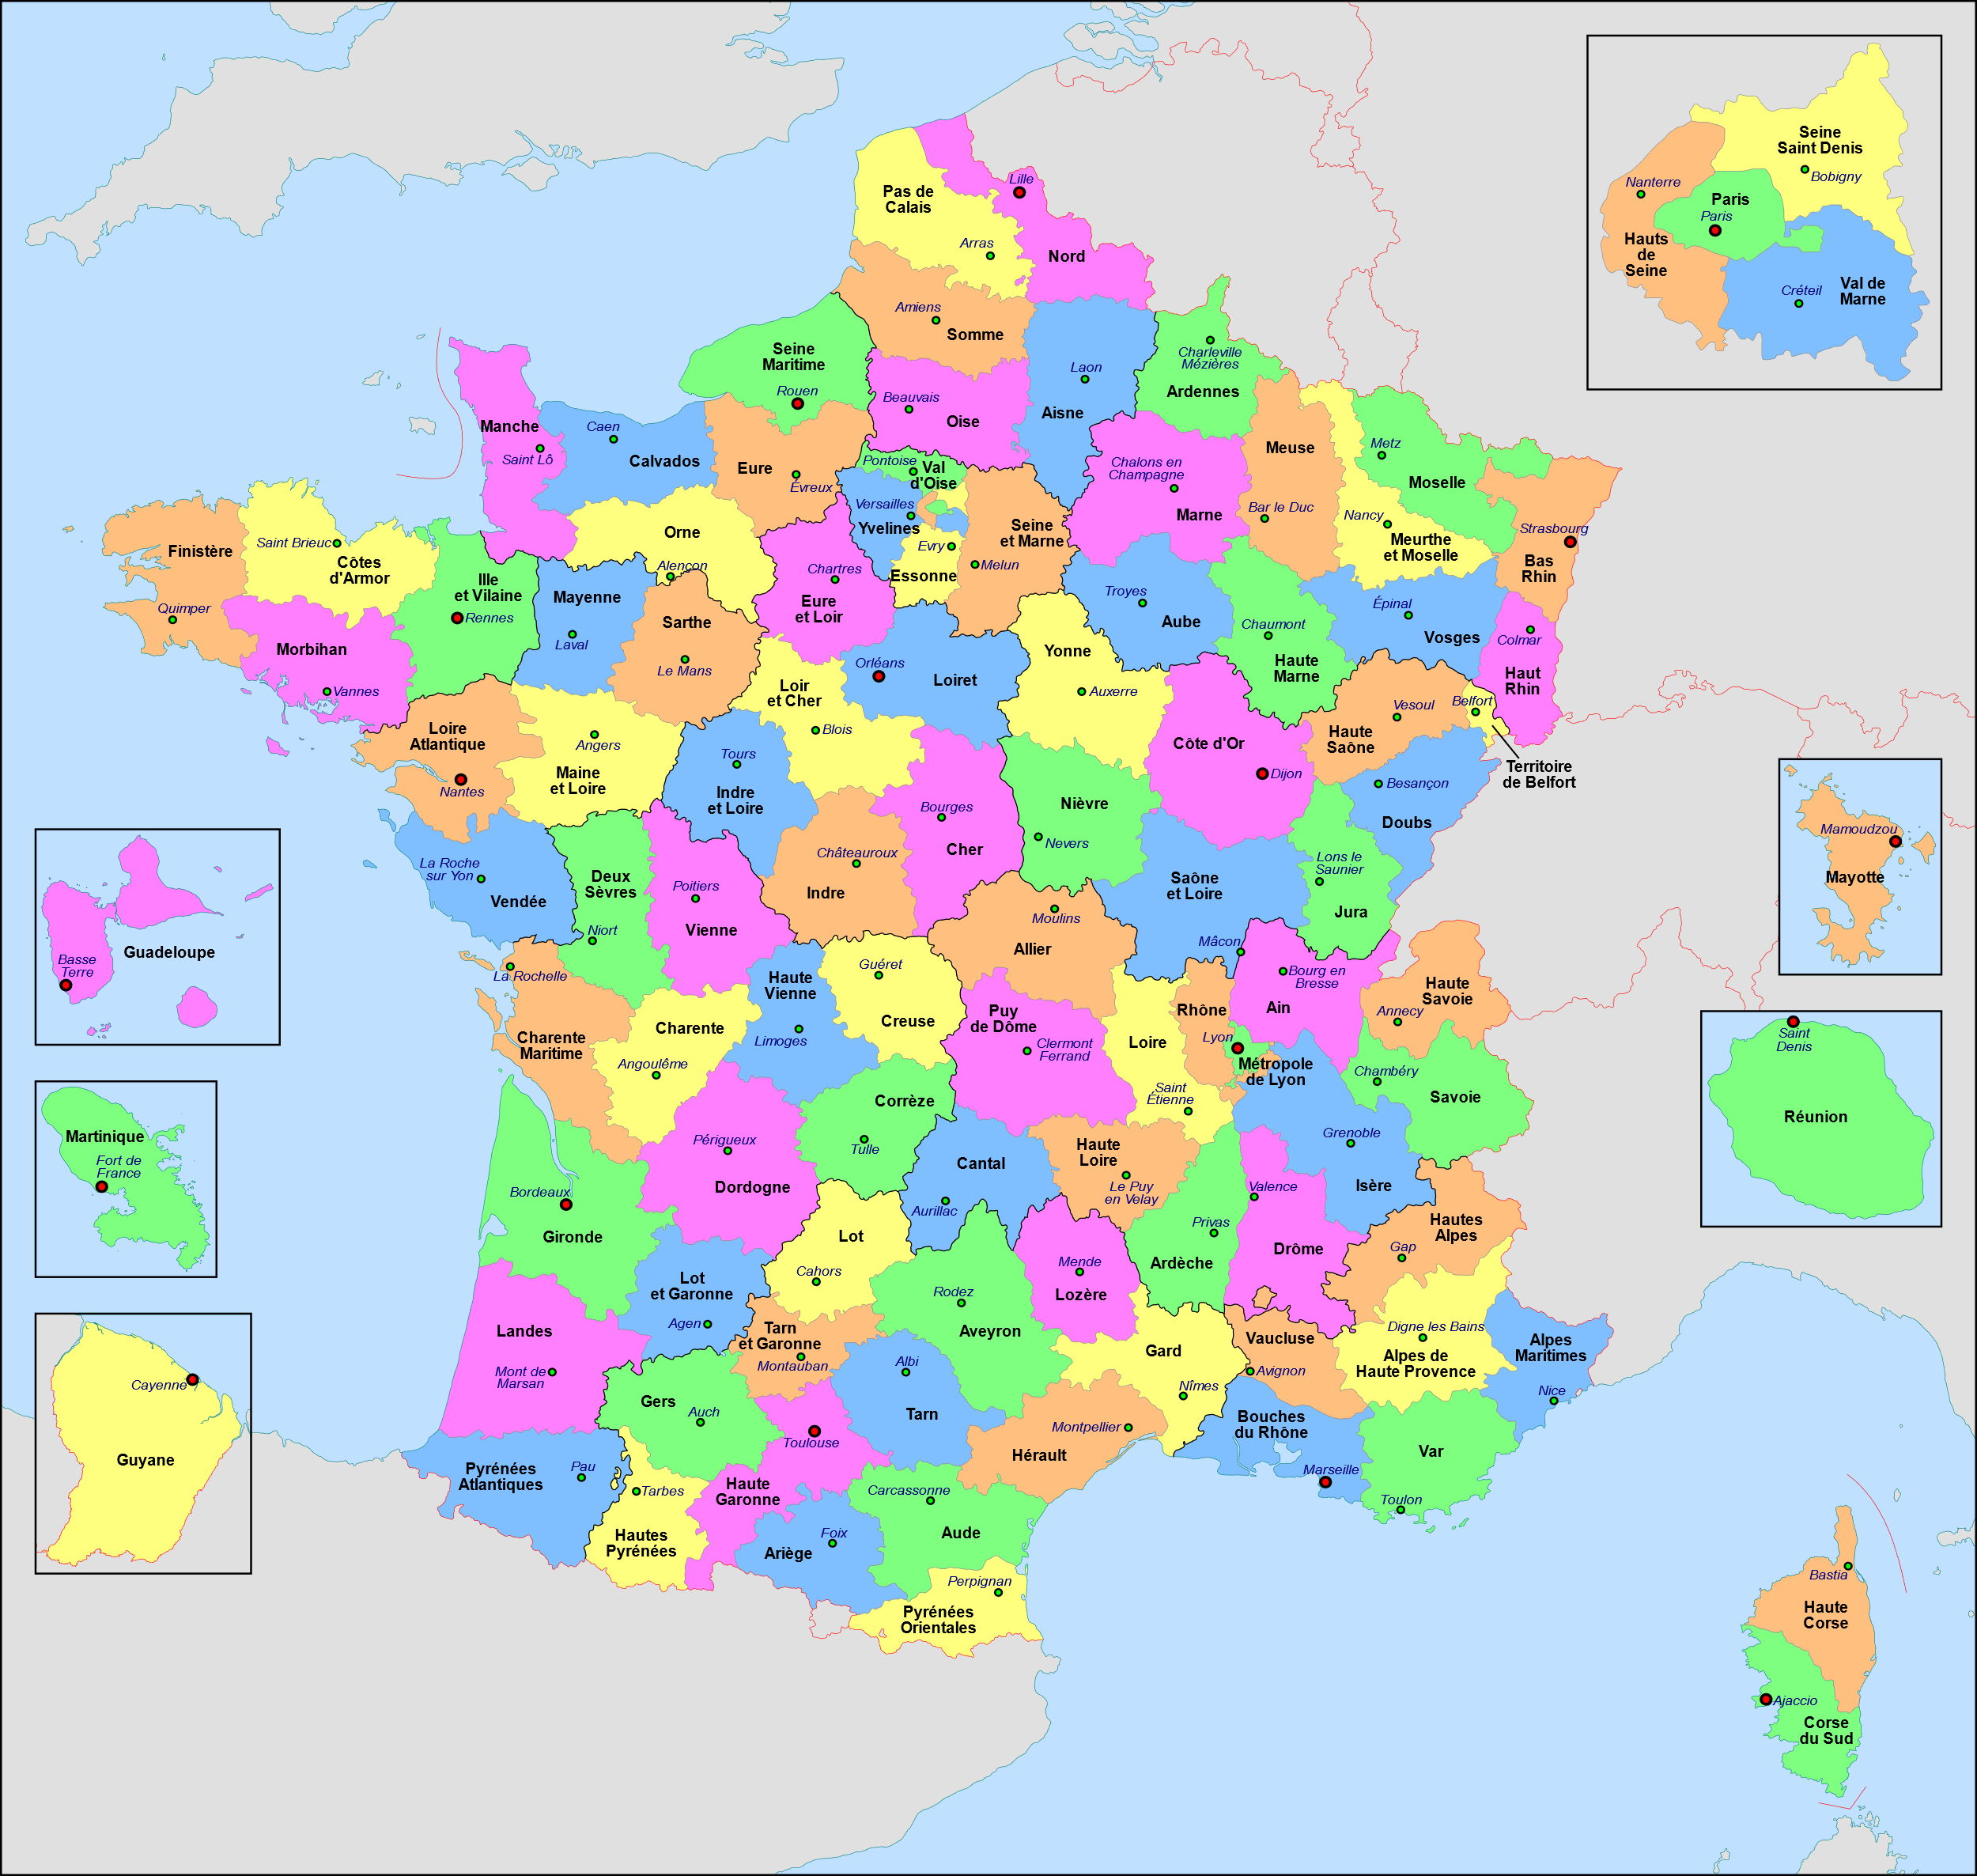 Lille
Pas de
Calais
Arras
Nord
Amiens
Somme
Seine
Maritime
Rouen
Beauvais
Oise
Laon
Aisne
Charleville
Mézières
Ardennes
Manche
Saint Lô
Caen
Calvados
Eure
Évreux
Pontoise
Val
d'Oise
Versailles
Yvelines
Evry
Essonne
Seine
et Marne
Melun
Chalons en
Champagne
Marne
Meuse
Bar le Duc
Metz
Moselle
Nancy
Meurthe
et Moselle
Strasbourg
Bas
Rhin
Finistère
Quimper
Saint Brieuc
Côtes
d'Armor
Morbihan
Vannes
Ille
et Vilaine
Rennes
Mayenne
Laval
Orne
Alençon
Sarthe
Le Mans
Chartres
Eure
et Loir
Loir
et Cher
Blois
Orléans
Loiret
Yonne
Auxerre
Troyes
Aube
Chaumont
Haute
Marne
Épinal
Vosges
Colmar
Haut
Rhin
Vesoul
Haute
Saône
Belfort
Territoire
de Belfort
Loire
Atlantique
Nantes
Angers
Maine
et Loire
Tours
Indre
et Loire
Bourges
Cher
Nièvre
Nevers
Côte d'Or
Dijon
Besançon
Doubs
La Roche
sur Yon
Vendée
Deux
Sèvres
Niort
Poitiers
Vienne
Châteauroux
Indre
Moulins
Allier
Saône
et Loire
Mâcon
Lons le
Saunier
Jura
La Rochelle
Charente
Maritime
Charente
Angoulême
Haute
Vienne
Limoges
Guéret
Creuse
Puy
de Dôme
Clermont
Ferrand
Loire
Saint
Étienne
Rhône
Lyon
Métropole
de Lyon
Bourg en
Bresse
Ain
Haute
Savoie
Annecy
Chambéry
Savoie
Bordeaux
Gironde
Périgueux
Dordogne
Corrèze
Tulle
Cantal
Aurillac
Haute
Loire
Le Puy
en Velay
Grenoble
Isère
Valence
Drôme
Privas
Ardèche
Hautes
Alpes
Gap
Landes
Mont de
Marsan
Lot
et Garonne
Agen
Lot
Cahors
Tarn
et Garonne
Montauban
Rodez
Aveyron
Mende
Lozère
Gard
Nîmes
Vaucluse
Avignon
Digne les Bains
Alpes de
Haute Provence
Alpes
Maritimes
Nice
Pyrénées
Atlantiques
Pau
Gers
Auch
Tarbes
Hautes
Pyrénées
Toulouse
Haute
Garonne
Albi
Tarn
Montpellier
Hérault
Bouches
du Rhône
Marseille
Var
Toulon
Foix
Ariège
Carcassonne
Aude
Perpignan
Pyrénées
Orientales
Bastia
Haute
Corse
Ajaccio
Corse
du Sud
Seine
Saint Denis
Bobigny
Nanterre
Paris
Paris
Hauts
de
Seine
Créteil
Val de
Marne
Mamoudzou
Mayotte
Saint
Denis
Réunion
Guadeloupe
Basse
Terre
Martinique
Fort de
France
Cayenne
Guyane